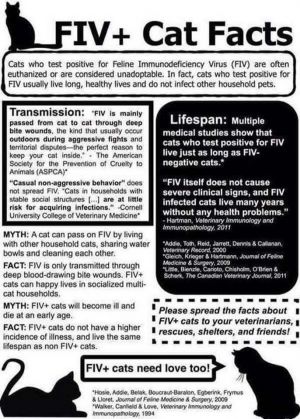 FIV+ Cat Facts
Cats who test positive for Feline Immunodeficiency Virus (FIV) are often
euthanized or are considered unadoptable. In fact, cats who test positive for
FIV usually live long, healthy lives and do not infect other household pets.
Transmission: "FIV is mainly
passed from cat to cat through deep
bite wounds, the kind that usually occur
outdoors during aggressive fights and
territorial disputes—the perfect reason to
keep your cat inside." - The American
Society for the Prevention of Cruelty to
Animals (ASPCA)*
"Casual non-aggressive behavior" does
not spread FIV. "Cats in households with
stable social structures [...] are at little
risk for acquiring infections." -Cornell
University College of Veterinary Medicine*
MYTH: A cat can pass on FIV by living
with other household cats, sharing water
bowls and cleaning each other.
FACT: FIV is only transmitted through
deep blood-drawing bite wounds. FIV+
cats can happy lives in socialized multi-
cat households.
MYTH: FIV+ cats will become ill and
die at an early age.
FACT: FIV+ cats do not have a higher
incidence of illness, and live the same
lifespan as non FIV+ cats.
Lifespan: Multiple
medical studies show that
cats who test positive for FIV
live just as long as FIV-
negative cats.*
"FIV itself does not cause
severe clinical signs, and FIV
infected cats live many years
without any health problems."
- Hartman, Veterinary Immunology and
Immunopathology, 2011
*Addie, Toth, Reid, Jarrett, Dennis & Callanan,
Veterinary Record, 2000
*Gleich, Krieger & Hartmann, Journal of Feline
Medicine & Surgery, 2009
*Little, Bienzle, Carioto, Chisholm, O'Brien &
Scherk, The Canadian Veterinary Journal, 2011
Please spread the facts about
FIV+ cats to your veterinarians,
rescues, shelters, and friends!
FIV+ cats need love too!
*Hosie, Addie, Belak, Boucraut-Baralon, Egberink, Frymus
& Lloret, Journal of Feline Medicine & Surgery, 2009
*Walker, Canfield & Love, Veterinary Immunology and
Immunopathology, 1994